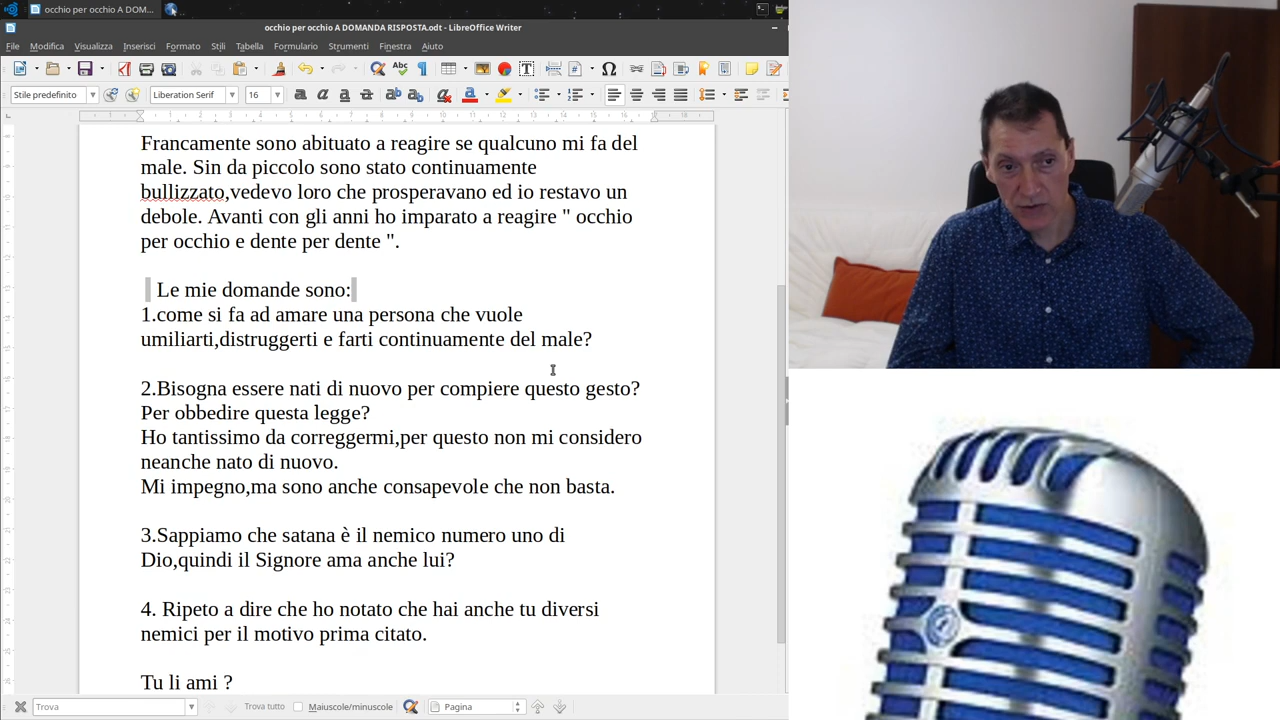 occhio per occhio A DOM...
occhio per occhio A DOMANDA RISPOSTA.odt - LibreOffice Writer
File Modifica Visualizza Inserisci Formato Stili Tabella Formulario Strumenti Finestra Aiuto
Stile predefinito Liberation Serif 16
Francamente sono abituato a reagire se qualcuno mi fa del
male. Sin da piccolo sono stato continuamente
bullizzato,vedevo loro che prosperavano ed io restavo un
debole. Avanti con gli anni ho imparato a reagire " occhio
per occhio e dente per dente ".
Le mie domande sono:
1.come si fa ad amare una persona che vuole
umiliarti,distruggerti e farti continuamente del male?
2.Bisogna essere nati di nuovo per compiere questo gesto?
Per obbedire questa legge?
Ho tantissimo da correggermi,per questo non mi considero
neanche nato di nuovo.
Mi impegno,ma sono anche consapevole che non basta.
3.Sappiamo che satana è il nemico numero uno di
Dio,quindi il Signore ama anche lui?
4. Ripeto a dire che ho notato che hai anche tu diversi
nemici per il motivo prima citato.
Tu li ami ?
Trova Trova tutto Maiuscole/minuscole Pagina